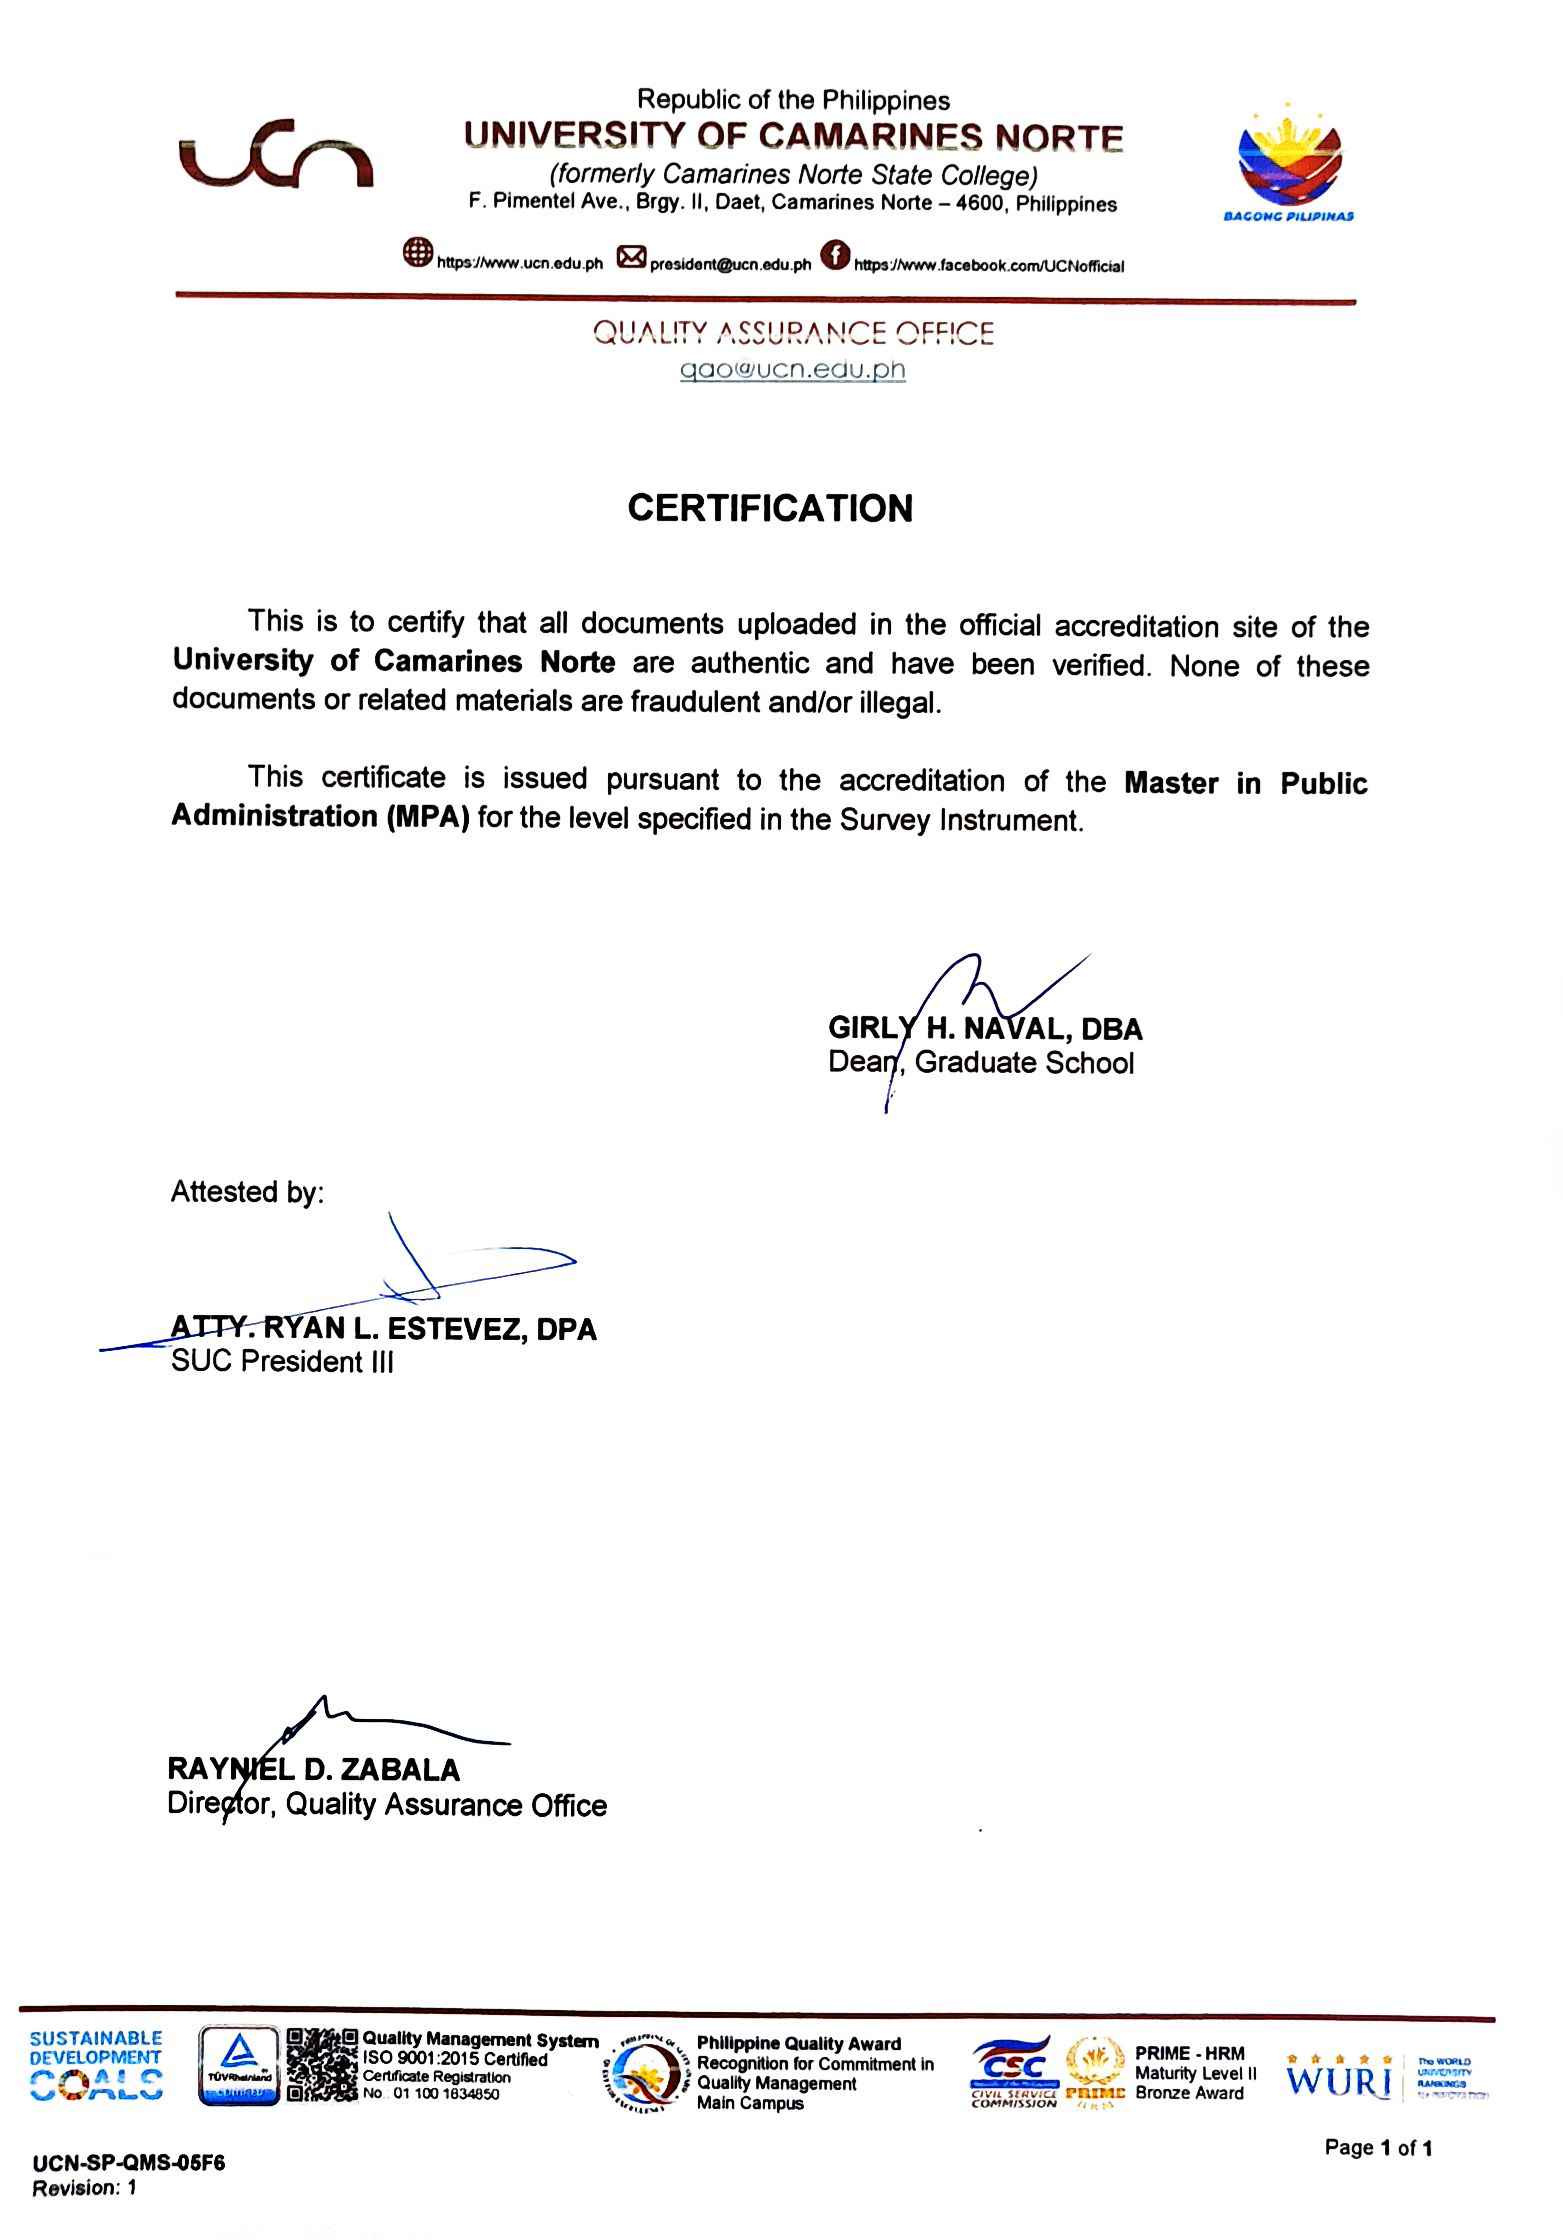 ucn
Republic of the Philippines
UNIVERSITY OF CAMARINES NORTE
(formerly Camarines Norte State College)
F. Pimentel Ave., Brgy. II, Daet, Camarines Norte – 4600, Philippines
BAGONG PILIPINAS
https://www.ucn.edu.ph president@ucn.edu.ph https://www.facebook.com/UCNofficial
QUALITY ASSURANCE OFFICE
qao@ucn.edu.ph
CERTIFICATION
This is to certify that all documents uploaded in the official accreditation site of the
University of Camarines Norte are authentic and have been verified. None of these
documents or related materials are fraudulent and/or illegal.
This certificate is issued pursuant to the accreditation of the Master in Public
Administration (MPA) for the level specified in the Survey Instrument.
GIRLY H. NAVAL, DBA
Dean, Graduate School
Attested by:
ATTY. RYAN L. ESTEVEZ, DPA
SUC President III
RAYNIEL D. ZABALA
Director, Quality Assurance Office
SUSTAINABLE
DEVELOPMENT
GOALS
TÜVRheinland
CERTIFIED
Quality Management System
ISO 9001:2015 Certified
Certificate Registration
No.: 01 100 1834850
Philippine Quality Award
Recognition for Commitment in
Quality Management
Main Campus
CSC
CIVIL SERVICE
COMMISSION
PRIME
HRM
PRIME - HRM
Maturity Level II
Bronze Award
WURI
The WORLD
UNIVERSITY
RANKINGS
Page 1 of 1
UCN-SP-QMS-05F6
Revision: 1